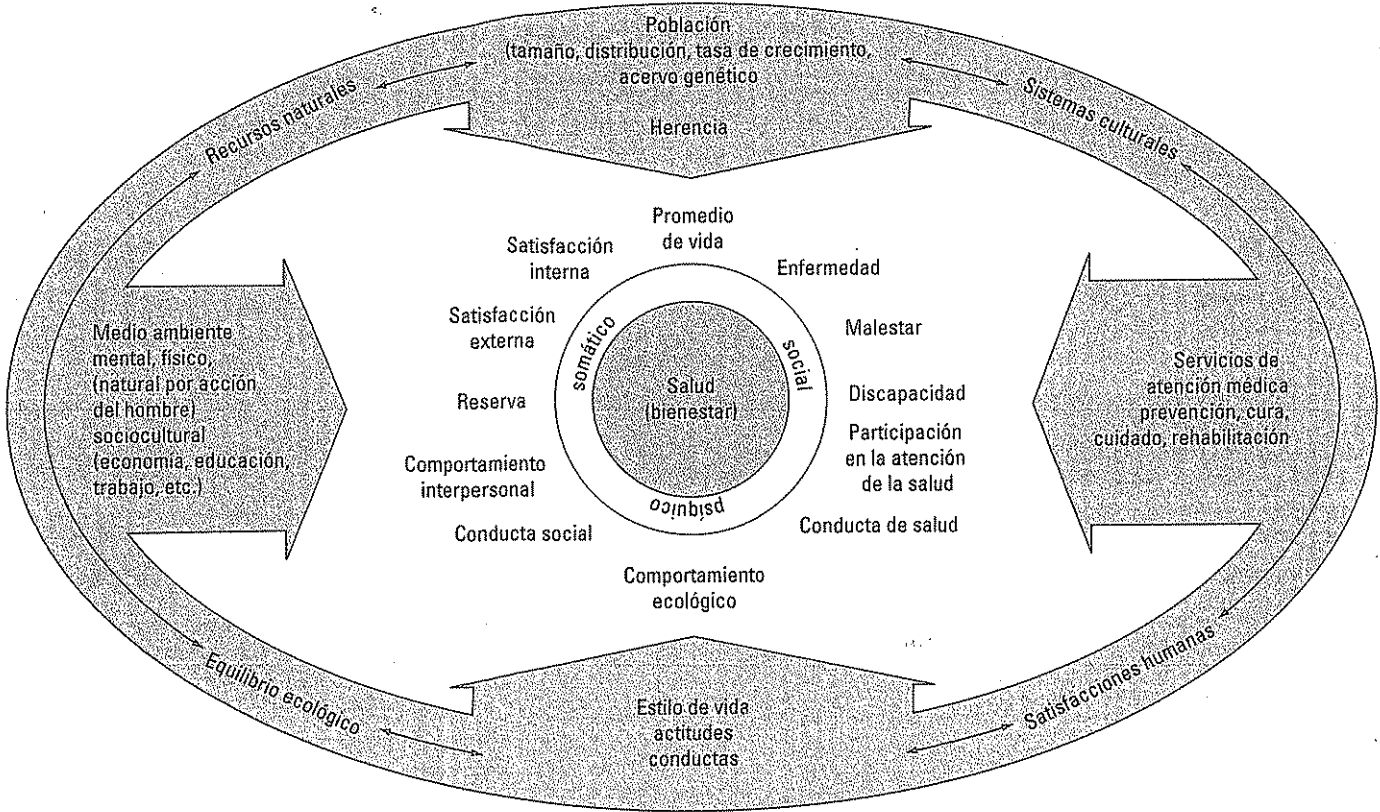 Población
(tamaño, distribución, tasa de crecimiento,
acervo genético
Herencia
Recursos naturales
Sistemas culturales
Promedio
de vida
Satisfacción
interna
Enfermedad
Satisfacción
externa
Malestar
Medio ambiente
mental, físico,
(natural por acción
del hombre)
sociocultural
(economía, educación,
trabajo, etc.)
somático
social
psíquico
Salud
(bienestar)
Servicios de
atención médica
prevención, cura,
cuidado, rehabilitación
Reserva
Discapacidad
Participación
en la atención
de la salud
Comportamiento
interpersonal
Conducta social
Conducta de salud
Comportamiento
ecológico
Equilibrio ecológico
Satisfacciones humanas
Estilo de vida
actitudes
conductas